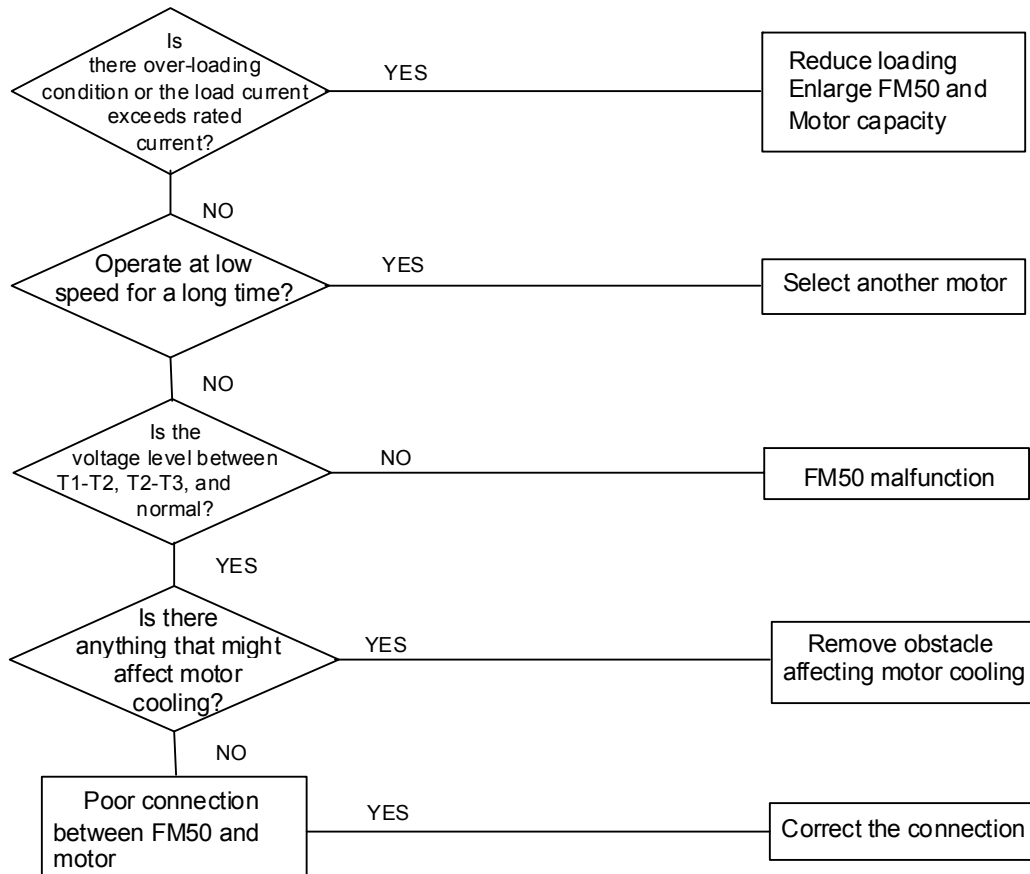 Is
there over-loading
condition or the load current
exceeds rated
current?
YES
Reduce loading
Enlarge FM50 and
Motor capacity
NO
Operate at low
speed for a long time?
YES
Select another motor
NO
Is the
voltage level between
T1-T2, T2-T3, and
normal?
NO
FM50 malfunction
YES
Is there
anything that might
affect motor
cooling?
YES
Remove obstacle
affecting motor cooling
NO
Poor connection
between FM50 and
motor
YES
Correct the connection